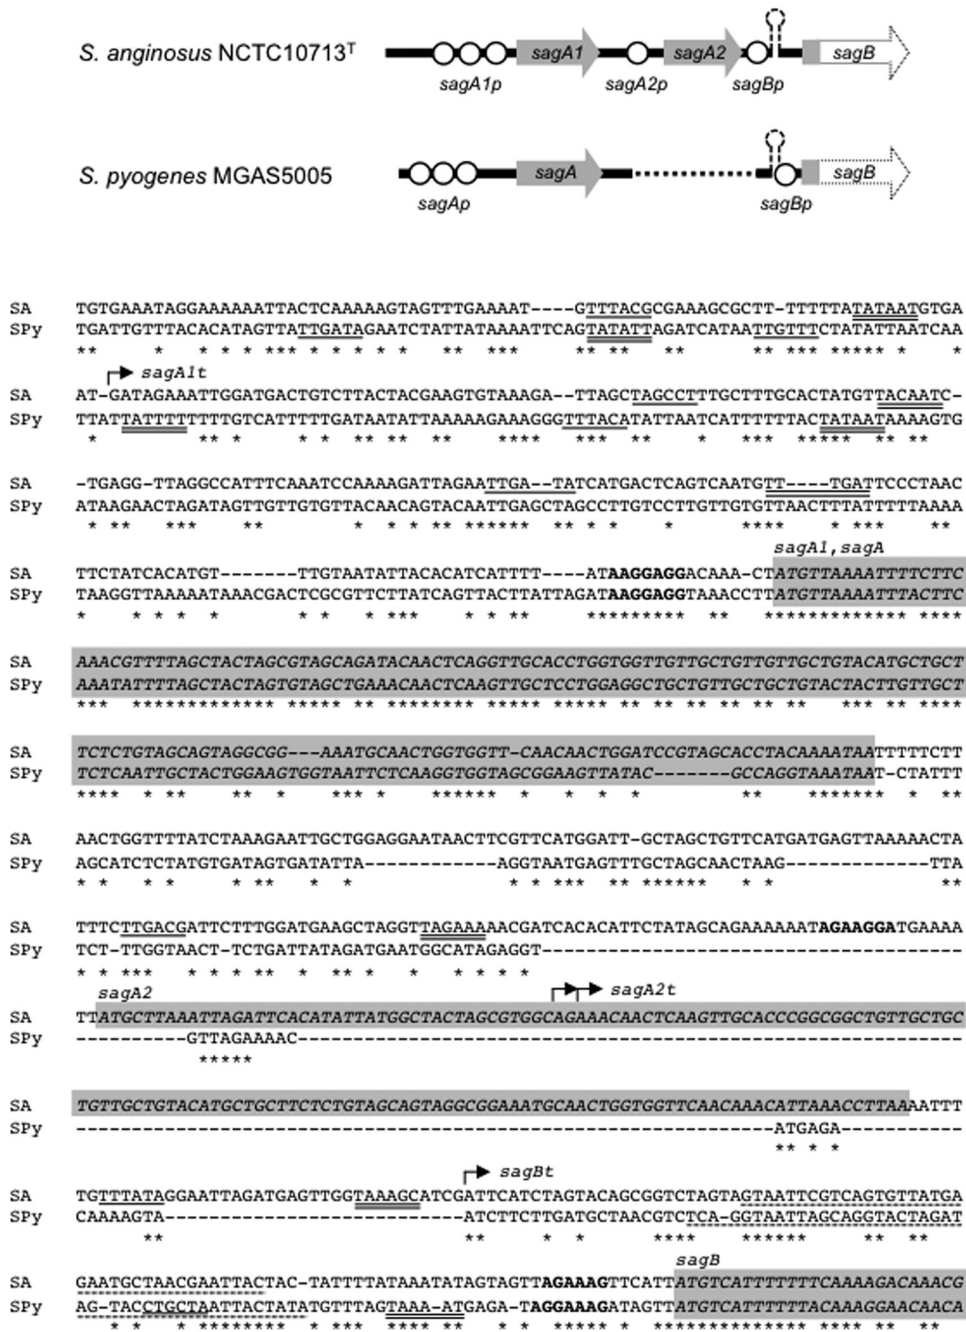 S. anginosus NCTC10713T
sagA1 sagA2 sagB
sagA1p sagA2p sagBp
S. pyogenes MGAS5005
sagA sagB
sagAp sagBp
SA TGTGAAATAGGAAAAAATTACTCAAAAAGTAGTTTGAAAAT----GTTTACGCGAAAGCGCTT-TTTTTATATAATGTGA
SPy TGATTGTTTACACATAGTTATTGATAGAATCTATTATAAAATTCAGTATATTAGATCATAATTGTTTCTATATTAATCAA
sagA1t
SA AT-GATAGAAATTGGATGACTGTCTTACTACGAAGTGTAAAGA--TTAGCTAGCCTTTGCTTTGCACTATGTTACAATC-
SPy TTATTATTTTTTTTTGTCATTTTTGATAATATTAAAAAGAAAGGGTTTACATATTAATCATTTTTTACTATAATAAAAGTG
SA -TGAGG-TTAGGCCATTTCAAATCCAAAAGATTAGAATTGA--TATCATGACTCAGTCAATGTT----TGATTCCCTAAC
SPy ATAAGAACTAGATAGTTGTTGTGTTACAACAGTACAATTGAGCTAGCCTTGTCCTTGTTGTGTTAACTTTATTTTTAAAA
sagA1,sagA
SA TTCTATCACATGT-------TTGTAATATTACACATCATTTT----ATAAGGAGGACAAA-CTATGTTAAAATTTTCTTC
SPy TAAGGTTAAAAATAAACGACTCGCGTTCTTATCAGTTACTTATTAGATAAGGAGGTAAACCTTATGTTAAAATTTACTTC
SA AAACGTTTTAGCTACTAGCGTAGCAGATACAACTCAGGTTGCACCTGGTGGTTGTTGCTGTTGTTGCTGTACATGCTGCT
SPy AAATATTTTAGCTACTAGTGTAGCTGAAACAACTCAAGTTGCTCCTGGAGGCTGCTGTTGCTGCTGTACTACTTGTTGCT
SA TCTCTGTAGCAGTAGGCGG---AAATGCAACTGGTGGTT-CAACAACTGGATCCGTAGCACCTACAAAATAATTTTTCTT
SPy TCTCAATTGCTACTGGAAGTGGTAATTCTCAAGGTGGTAGCGGAAGTTATAC-------GCCAGGTAAATAAT-CTATTT
SA AACTGGTTTTATCTAAAGAATTGCTGGAGGAATAACTTCGTTCATGGATT-GCTAGCTGTTCATGATGAGTTAAAAACTA
SPy AGCATCTCTATGTGATAGTGATATTA------------AGGTAATGAGTTTGCTAGCAACTAAG-------------TTA
SA TTTCTTGACGATTCTTTGGATGAAGCTAGGTTAGAAAAACGATCACACATTCTATAGCAGAAAAAATAGAAGGATGAAAA
SPy TCT-TTGGTAACT-TCTGATTATAGATGAATGGCATAGAGGT--------------------------------------
sagA2 sagA2t
SA TTATGCTTAAATTAGATTCACATATTATGGCTACTAGCGTGGCAGAAACAACTCAAGTTGCACCCGGCGGCTGTTGCTGC
SPy ----------GTTAGAAAAC------------------------------------------------------------
SA TGTTGCTGTACATGCTGCTTCTCTGTAGCAGTAGGCGGAAATGCAACTGGTGGTTCAACAAACATTAAACCTTAAAATTT
SPy ---------------------------------------------------------------ATGAGA-----------
sagBt
SA TGTTTATAGGAATTAGATGAGTTGGTAAAGCATCGATTCATCTAGTACAGCGGTCTAGTAGTAATTCGTCAGTGTTATGA
SPy CAAAAGTA---------------------------ATCTTCTTGATGCTAACGTCTCA-GGTAATTAGCAGGTACTAGAT
sagB
SA GAATGCTAACGAATTACTAC-TATTTTATAAATATAGTAGTTAGAAAGTTCATTATGTCATTTTTTTCAAAAGACAAACG
SPy AG-TACCTGCTAATTACTATATGTTTAGTAAA-ATGAGA-TAGGAAAGATAGTTATGTCATTTTTTACAAAGGAACAACA